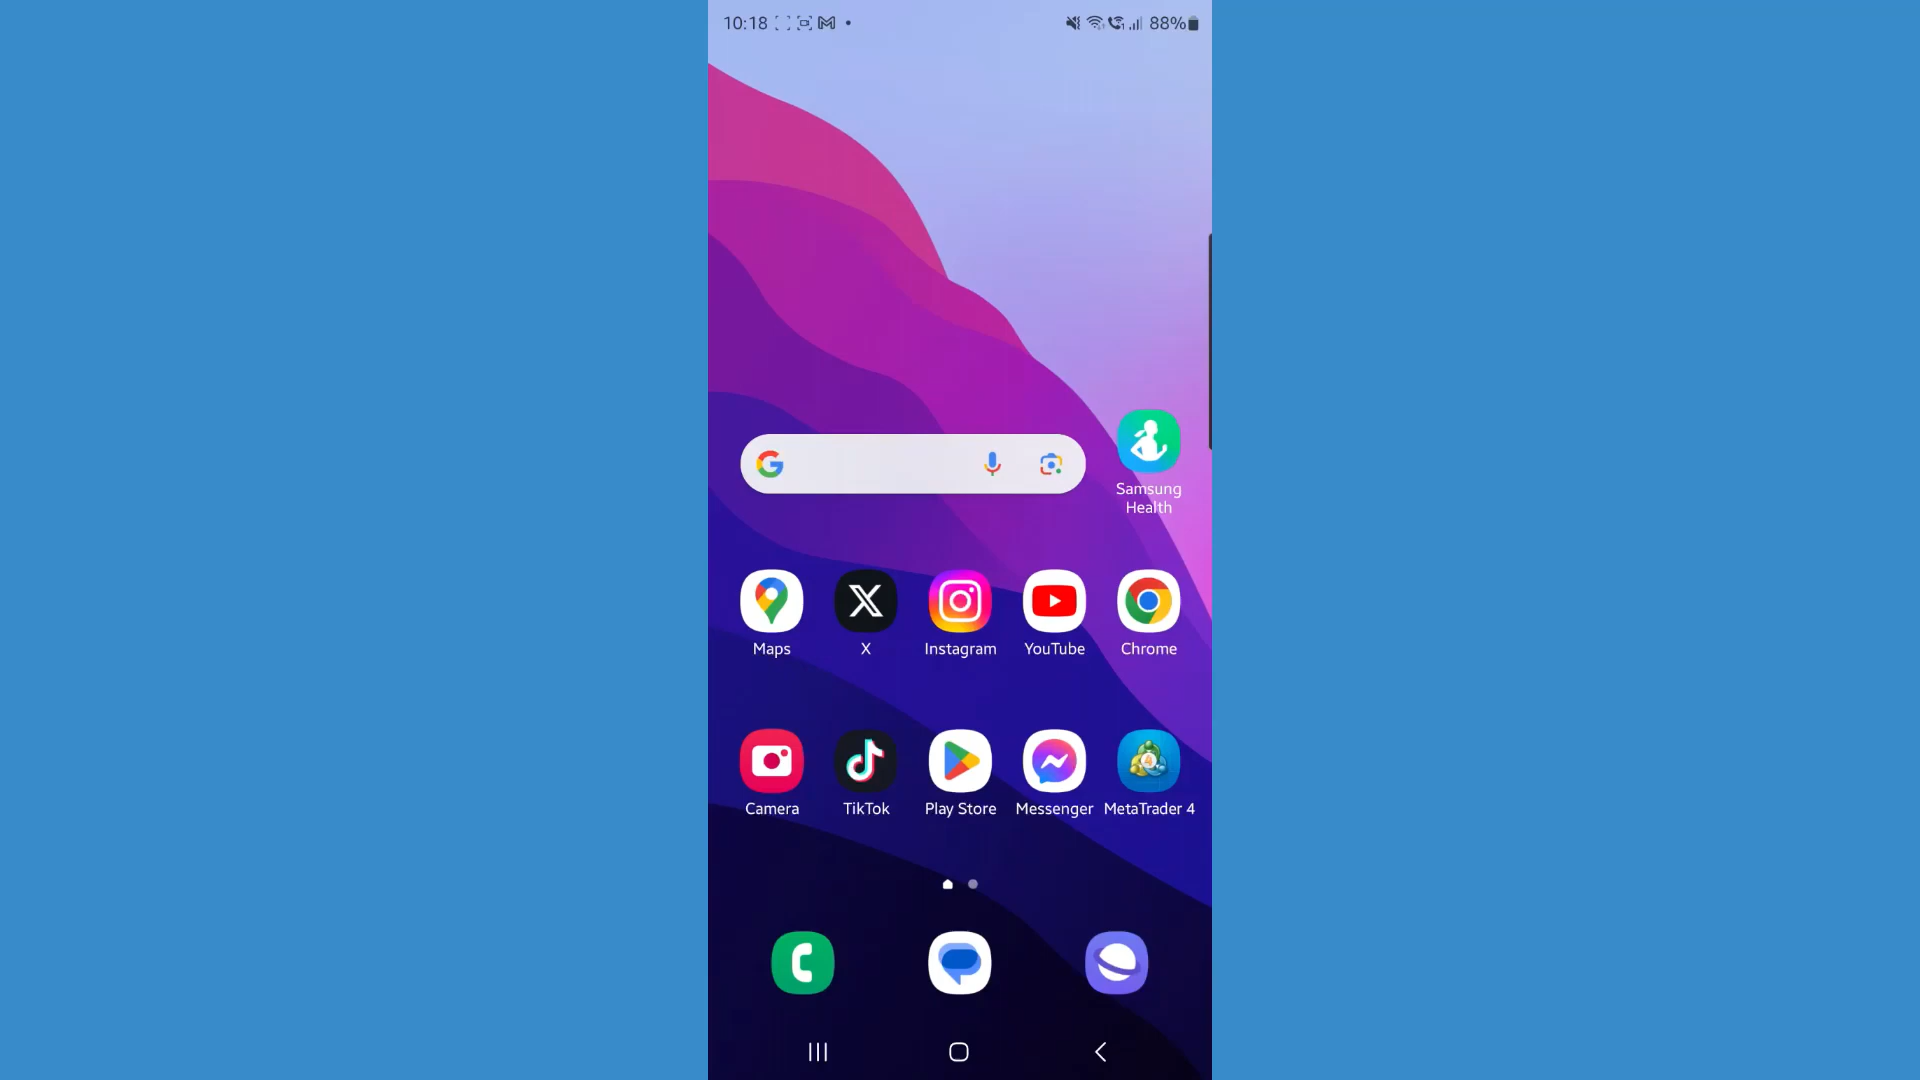 10:18
88%
Samsung
Health
Maps
X
Instagram
YouTube
Chrome
Camera
TikTok
Play Store
Messenger
MetaTrader 4